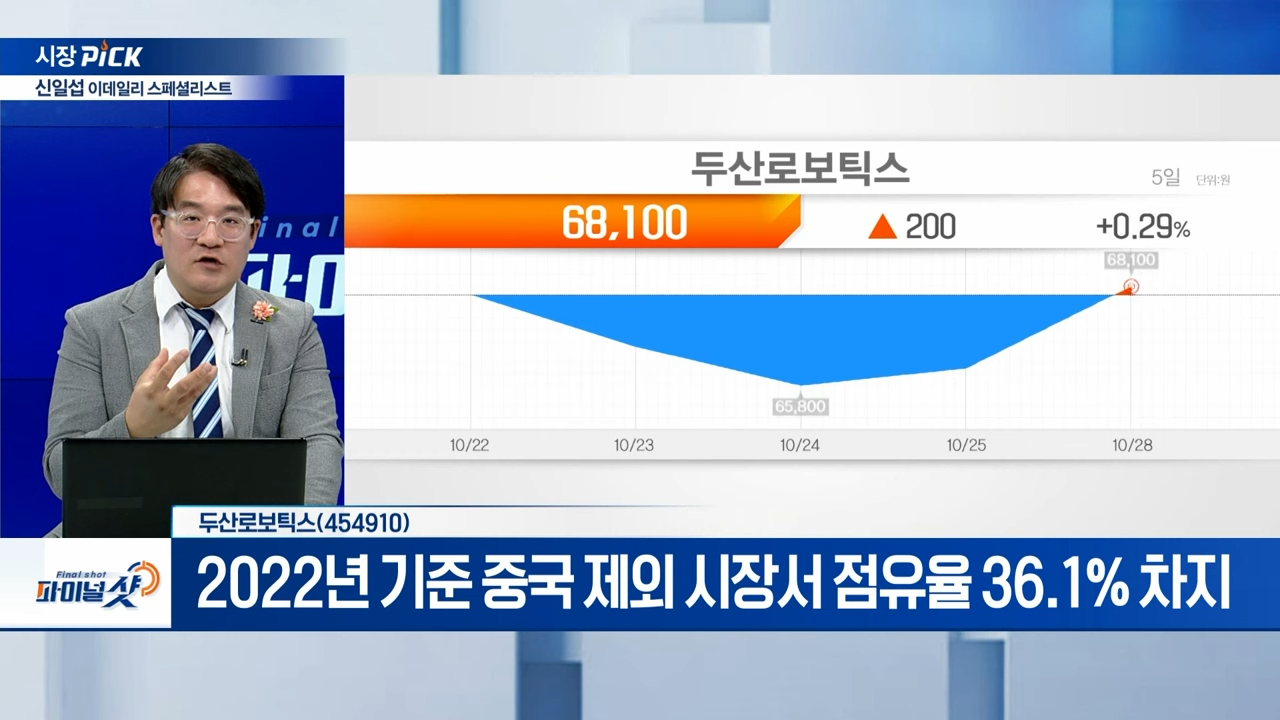 시장 PiCK
신일섭 이데일리 스페셜리스트
inal
파이
두산로보틱스
5일 단위:원
68,100
▲ 200
+0.29%
68,100
65,800
10/22
10/23
10/24
10/25
10/28
두산로보틱스(454910)
Final shot
파이널샷
2022년 기준 중국 제외 시장서 점유율 36.1% 차지